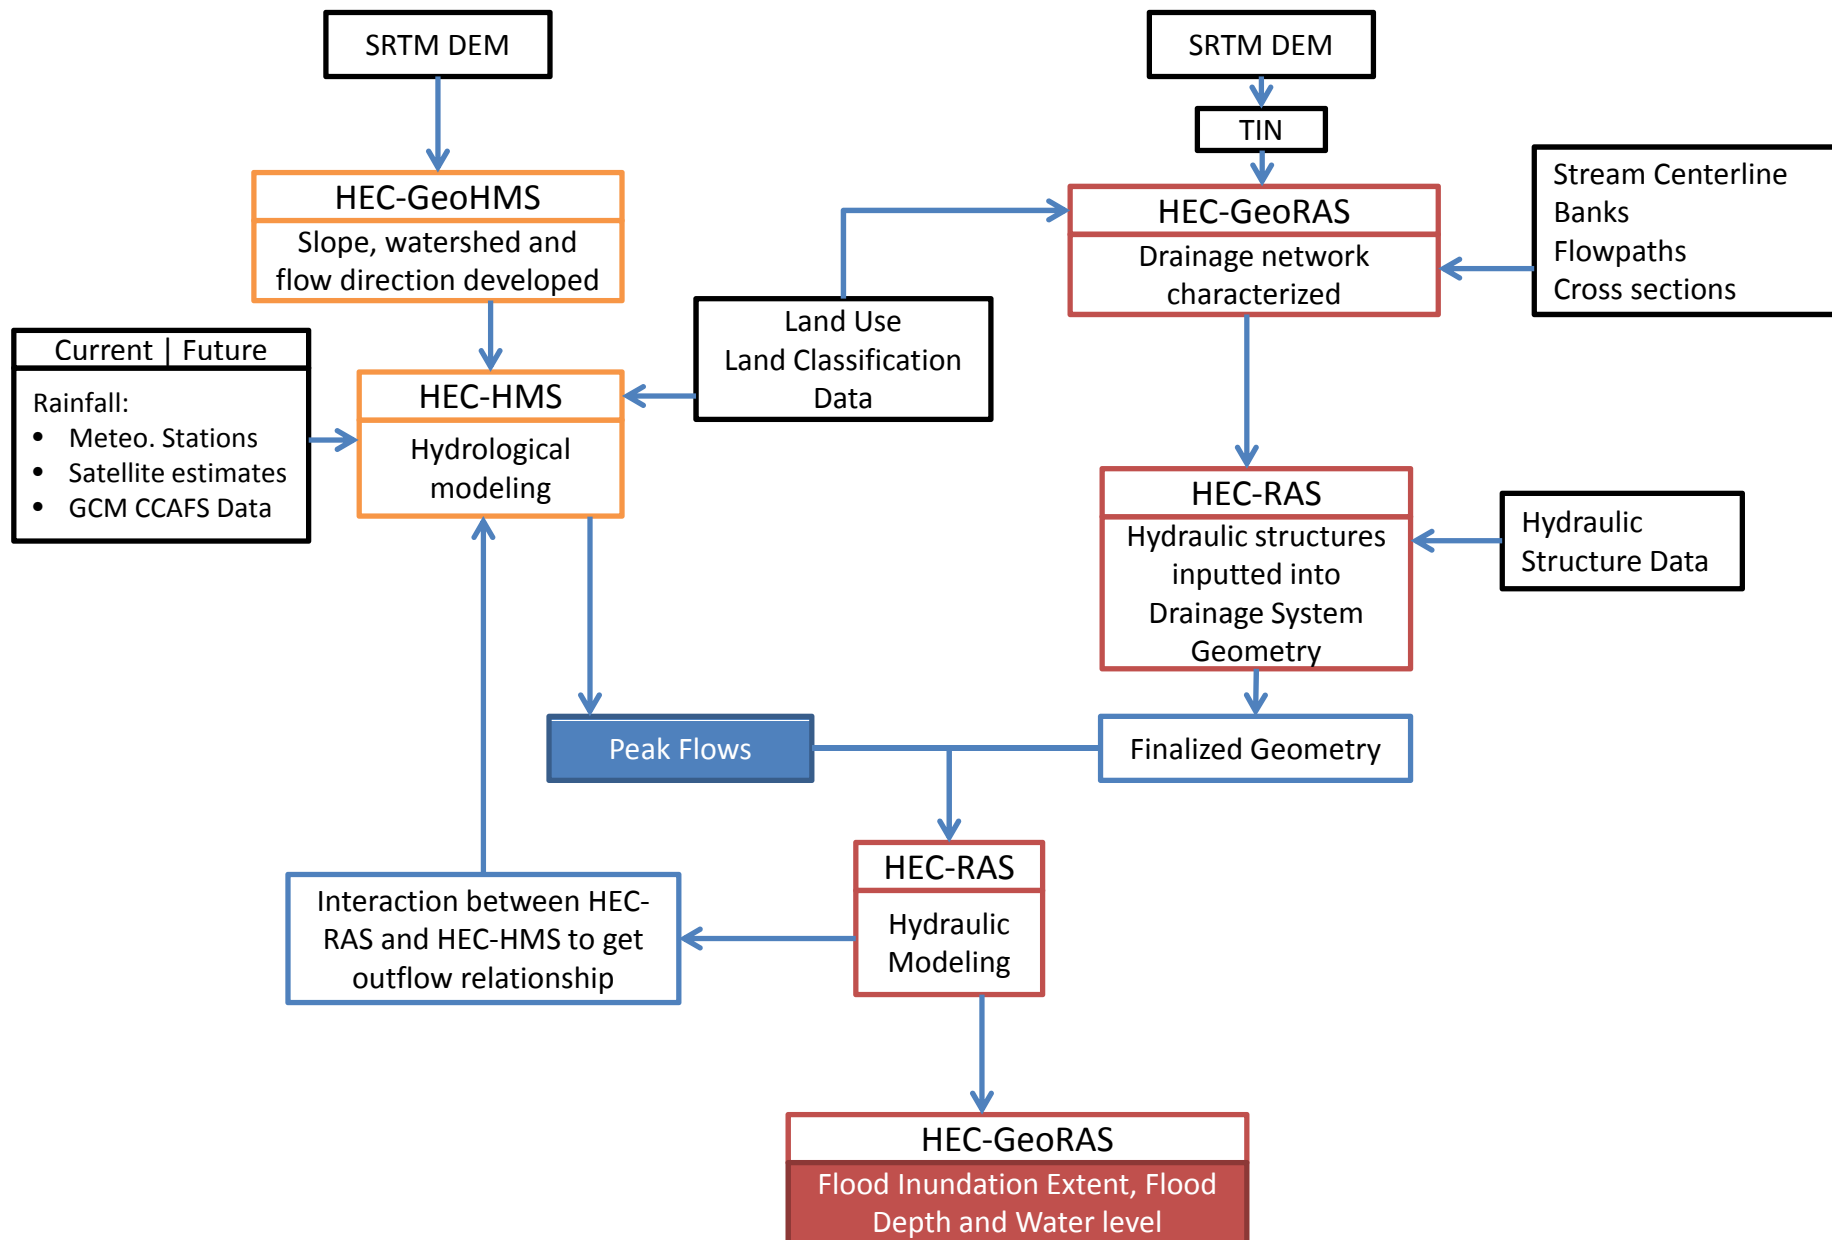 SRTM DEM
SRTM DEM
TIN
HEC-GeoHMS
Slope, watershed and
flow direction developed
HEC-GeoRAS
Drainage network
characterized
Stream Centerline
Banks
Flowpaths
Cross sections
Land Use
Land Classification
Data
Current | Future
Rainfall:
• Meteo. Stations
• Satellite estimates
• GCM CCAFS Data
HEC-HMS
Hydrological
modeling
HEC-RAS
Hydraulic structures
inputted into
Drainage System
Geometry
Hydraulic
Structure Data
Peak Flows
Finalized Geometry
HEC-RAS
Hydraulic
Modeling
Interaction between HEC-
RAS and HEC-HMS to get
outflow relationship
HEC-GeoRAS
Flood Inundation Extent, Flood
Depth and Water level